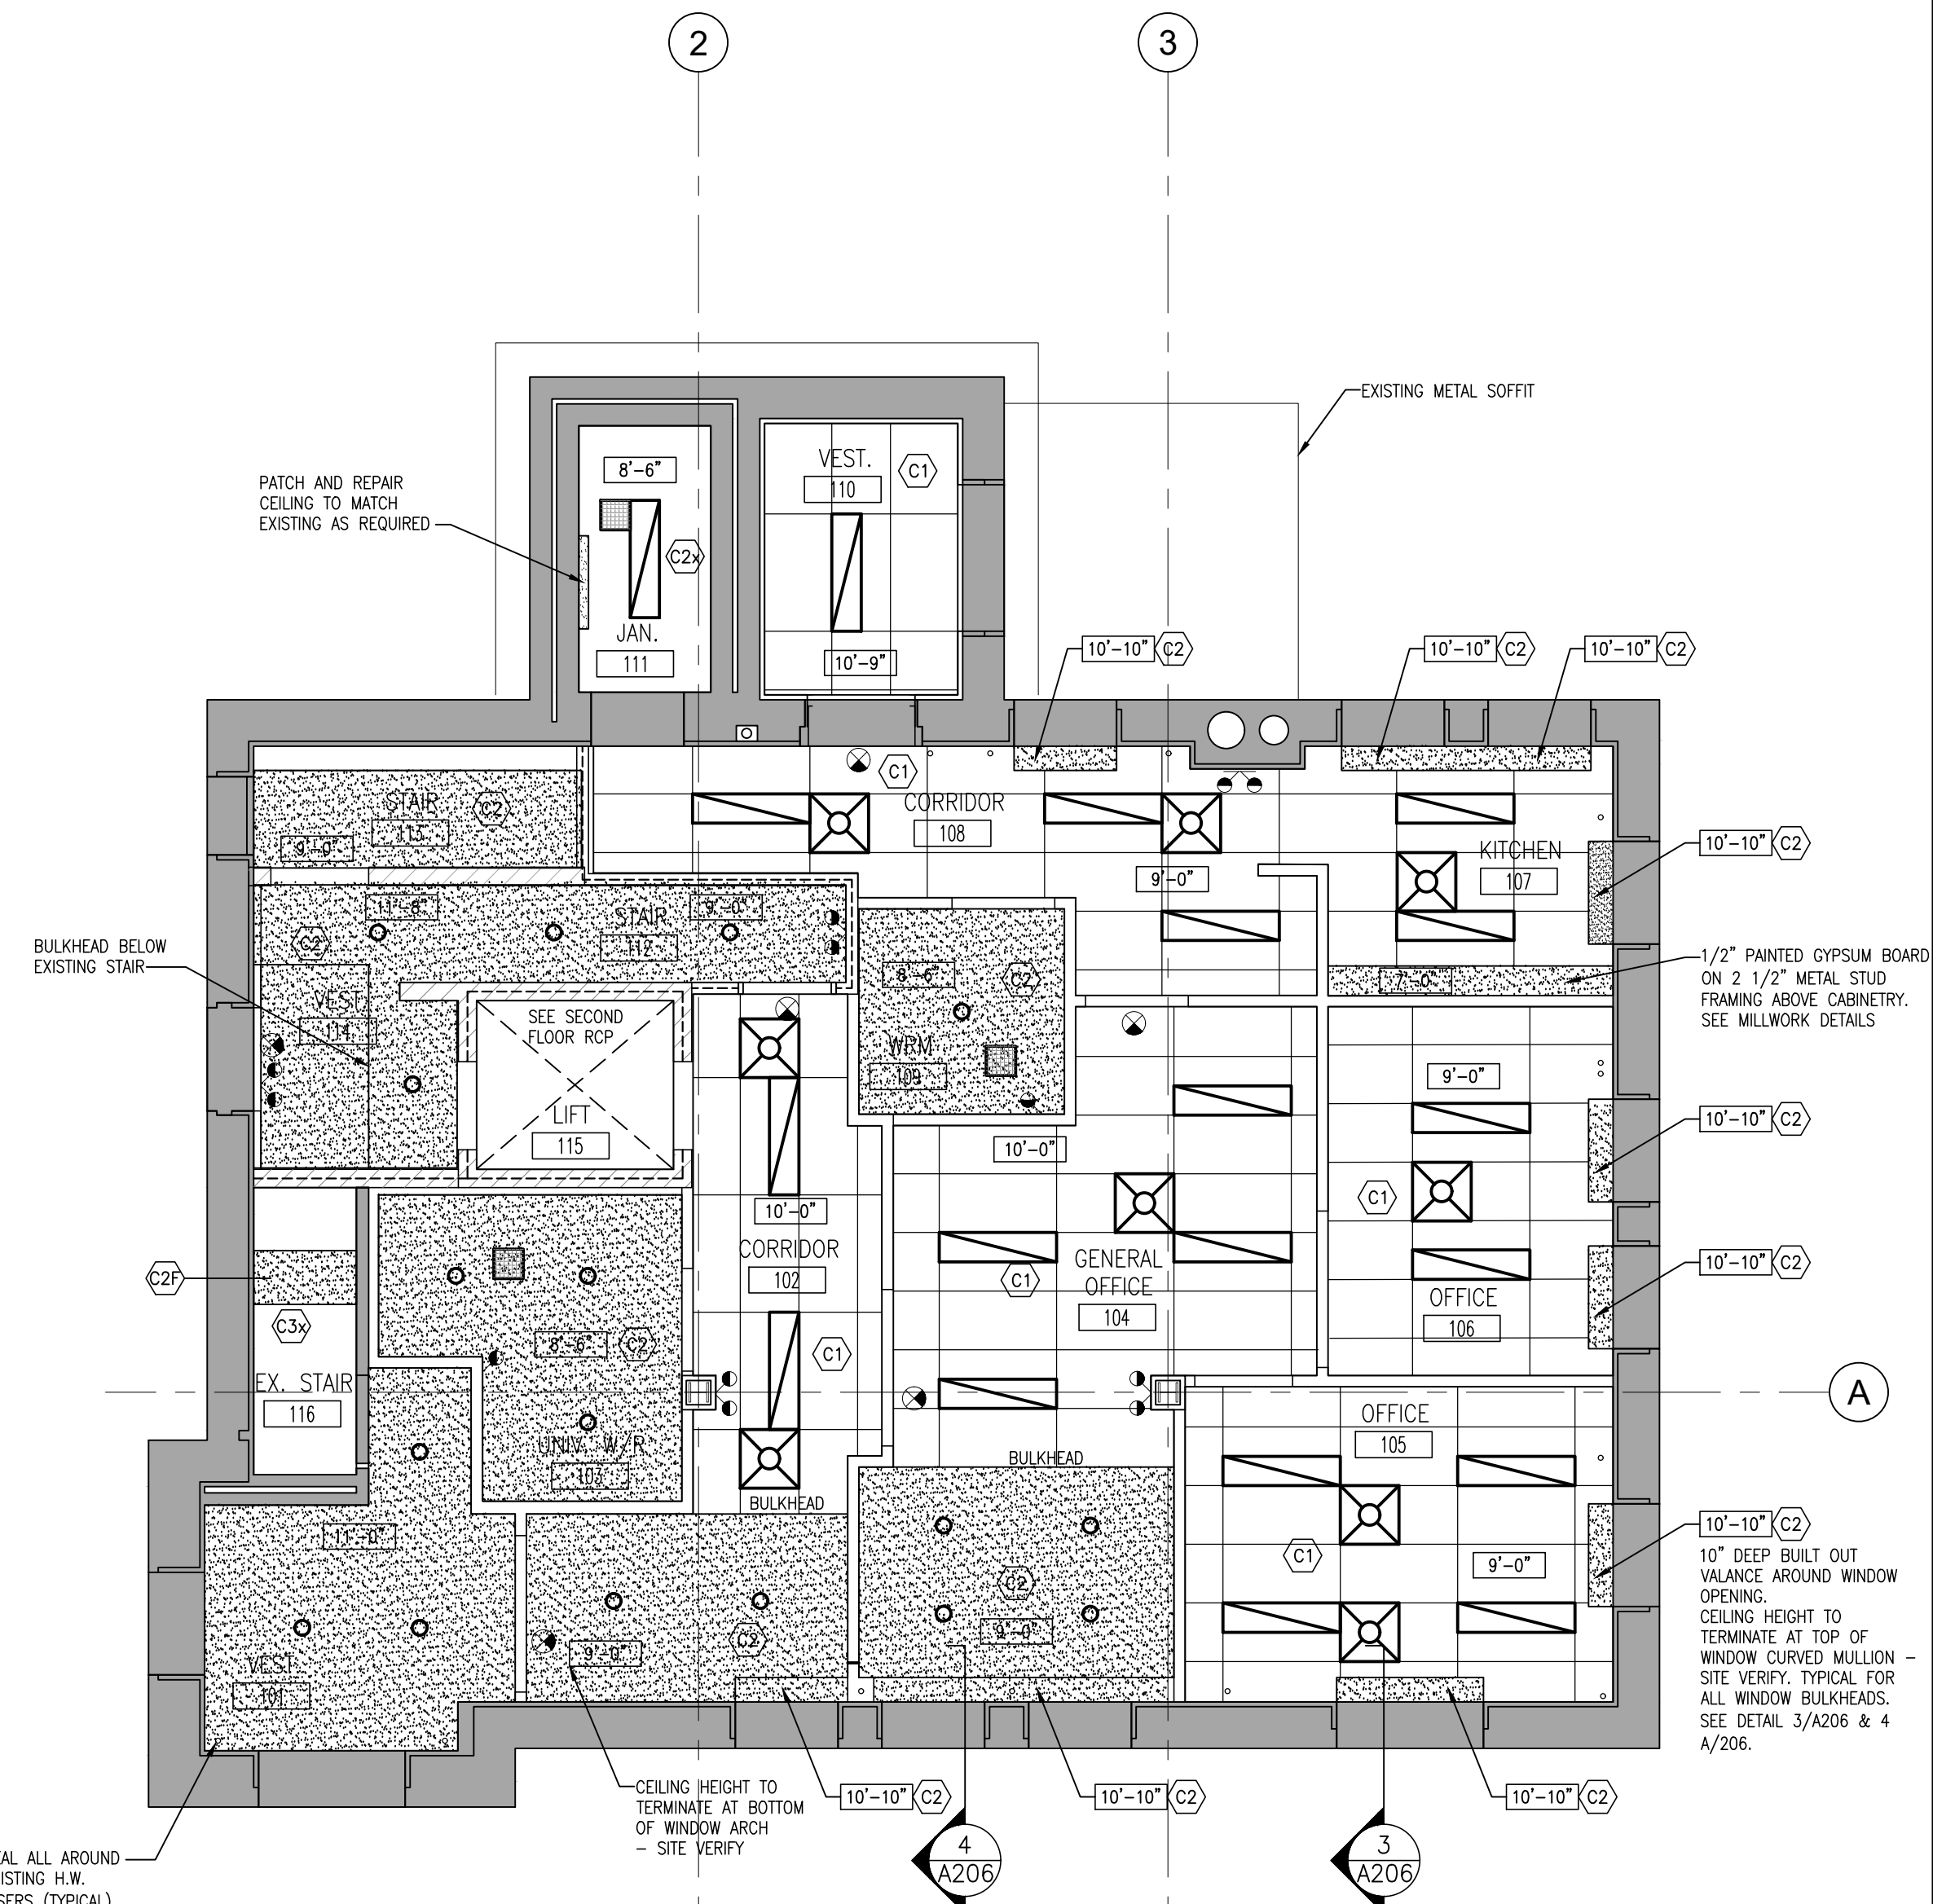 2
3
EXISTING METAL SOFFIT
PATCH AND REPAIR
CEILING TO MATCH
EXISTING AS REQUIRED
8'-6"
C2x
JAN.
111
VEST.
110
C1
10'-9"
10'-10" C2
10'-10" C2
10'-10" C2
STAIR
113
C2
9'-0"
C1
CORRIDOR
108
9'-0"
KITCHEN
107
10'-10" C2
11'-8"
STAIR
112
9'-0"
C2
BULKHEAD BELOW
EXISTING STAIR
VEST.
114
SEE SECOND
FLOOR RCP
LIFT
115
8'-6"
C2
WRM
109
7'-0"
1/2" PAINTED GYPSUM BOARD
ON 2 1/2" METAL STUD
FRAMING ABOVE CABINETRY.
SEE MILLWORK DETAILS
9'-0"
10'-10" C2
C1
OFFICE
106
10'-10" C2
10'-0"
C1
GENERAL
OFFICE
104
10'-0"
CORRIDOR
102
C1
C2F
C3x
EX. STAIR
116
8'-6"
C2
UNIV. W/R
103
A
OFFICE
105
C1
9'-0"
BULKHEAD
BULKHEAD
11'-0"
VEST.
101
9'-0"
C2
C2
9'-0"
10'-10" C2
10" DEEP BUILT OUT
VALANCE AROUND WINDOW
OPENING.
CEILING HEIGHT TO
TERMINATE AT TOP OF
WINDOW CURVED MULLION –
SITE VERIFY. TYPICAL FOR
ALL WINDOW BULKHEADS.
SEE DETAIL 3/A206 & 4
A/206.
CEILING HEIGHT TO
TERMINATE AT BOTTOM
OF WINDOW ARCH
– SITE VERIFY
10'-10" C2
10'-10" C2
10'-10" C2
4
A206
3
A206
ALL AROUND
H.W.
(TYPICAL)